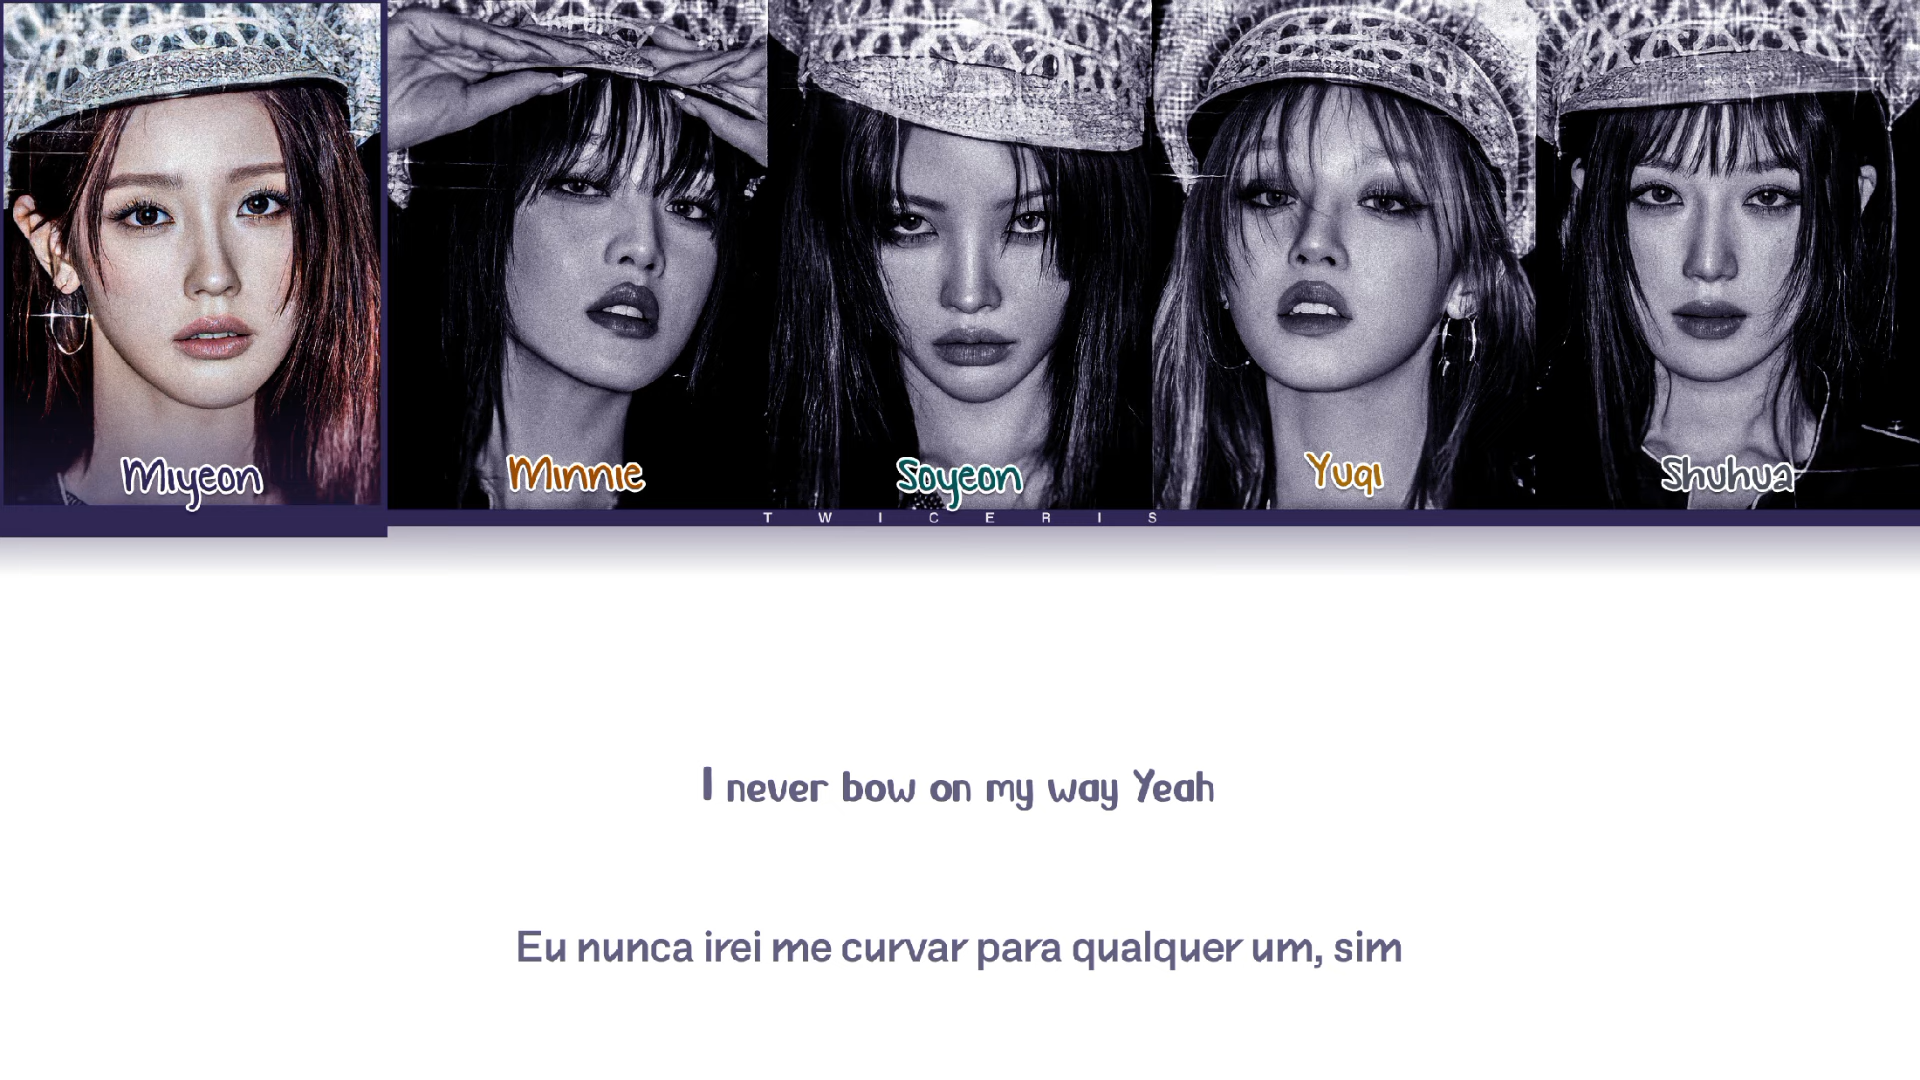 Miyeon
Minnie
Soyeon
Yuqi
Shuhua
TWICERIS
I never bow on my way Yeah
Eu nunca irei me curvar para qualquer um, sim